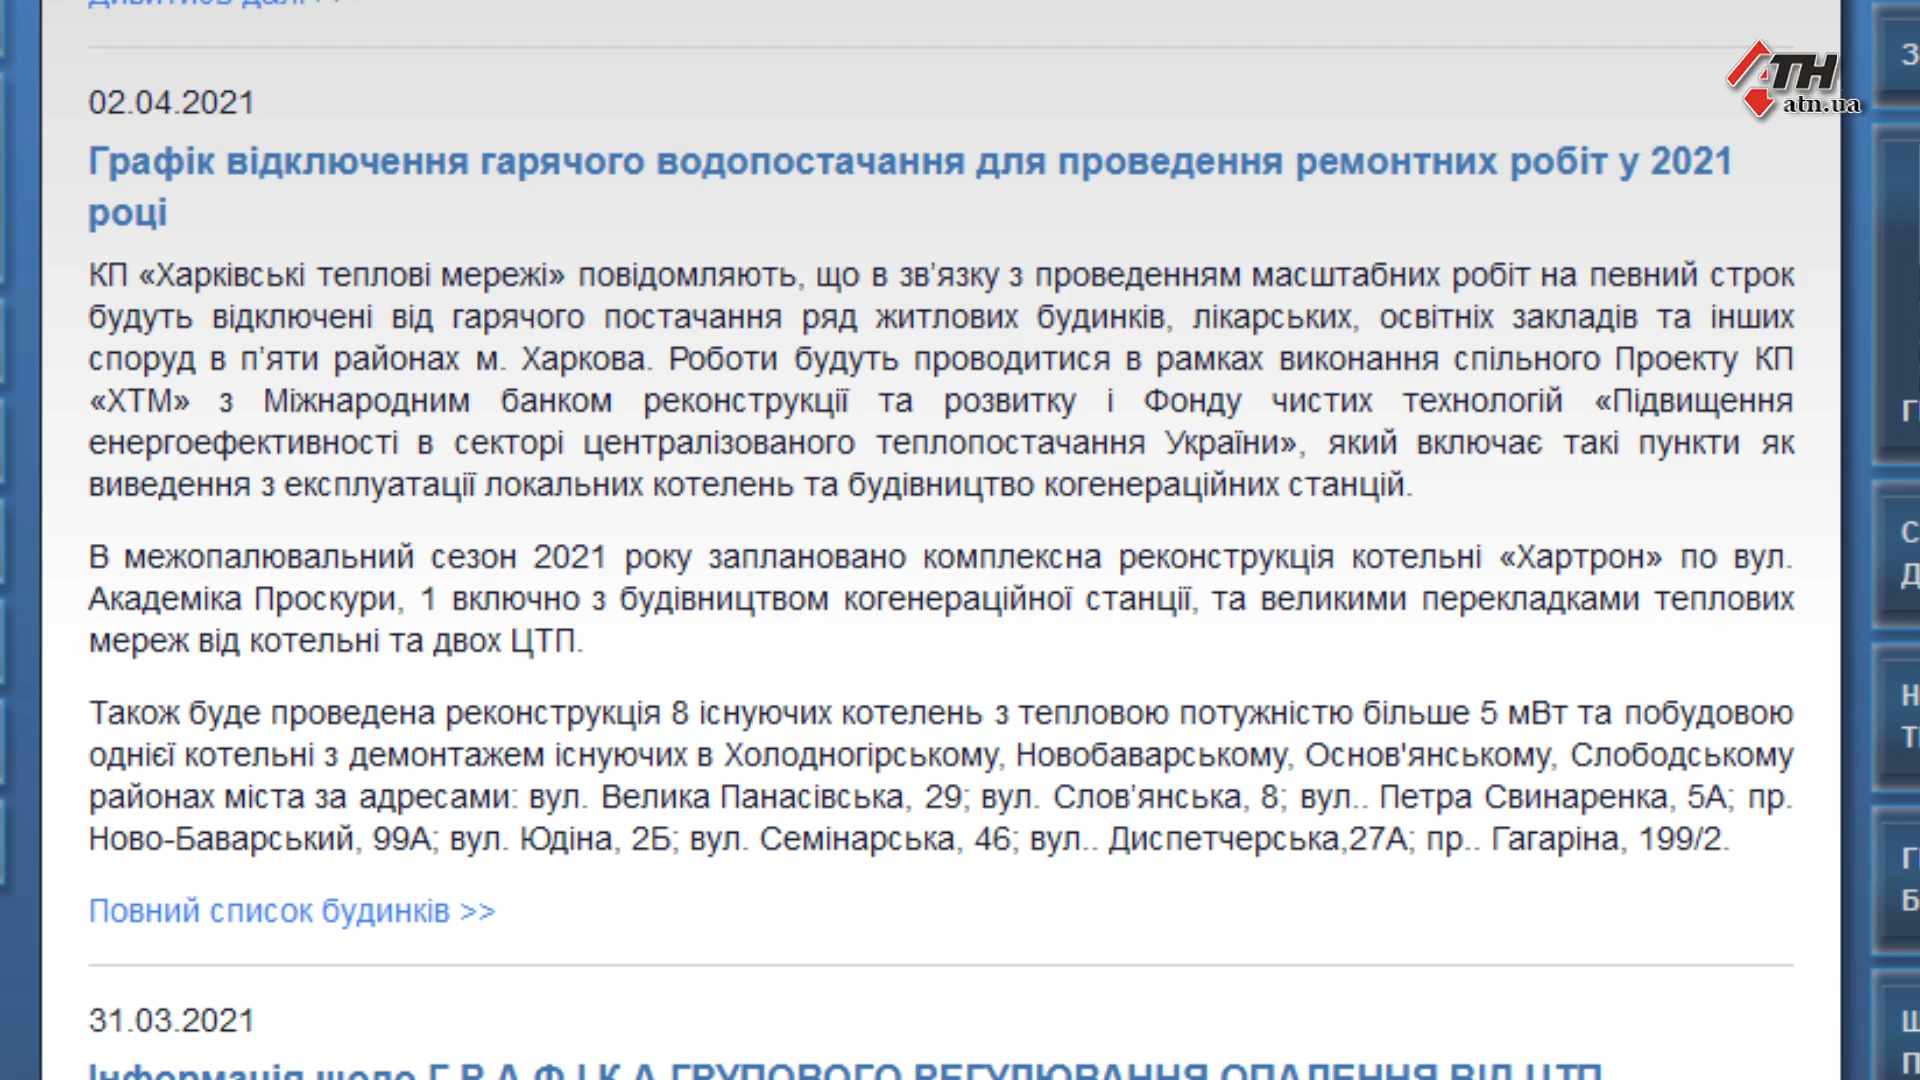 дивитись далі >>
02.04.2021
Графік відключення гарячого водопостачання для проведення ремонтних робіт у 2021
році
КП «Харківські теплові мережі» повідомляють, що в зв’язку з проведенням масштабних робіт на певний строк
будуть відключені від гарячого постачання ряд житлових будинків, лікарських, освітніх закладів та інших
споруд в п’яти районах м. Харкова. Роботи будуть проводитися в рамках виконання спільного Проекту КП
«ХТМ» з Міжнародним банком реконструкції та розвитку і Фонду чистих технологій «Підвищення
енергоефективності в секторі централізованого теплопостачання України», який включає такі пункти як
виведення з експлуатації локальних котелень та будівництво когенераційних станцій.
В межопалювальний сезон 2021 року заплановано комплексна реконструкція котельні «Хартрон» по вул.
Академіка Проскури, 1 включно з будівництвом когенераційної станції, та великими перекладками теплових
мереж від котельні та двох ЦТП.
Також буде проведена реконструкція 8 існуючих котелень з тепловою потужністю більше 5 мВт та побудовою
однієї котельні з демонтажем існуючих в Холодногірському, Новобаварському, Основ'янському, Слободському
районах міста за адресами: вул. Велика Панасівська, 29; вул. Слов’янська, 8; вул.. Петра Свинаренка, 5А; пр.
Ново-Баварський, 99А; вул. Юдіна, 2Б; вул. Семінарська, 46; вул.. Диспетчерська,27А; пр.. Гагаріна, 199/2.
Повний список будинків >>
31.03.2021
Інформація щодо Г Р А Ф І К А ГРУПОВОГО РЕГУЛЮВАННЯ ОПАЛЕННЯ ВІД ЦТП
АТН
atn.ua